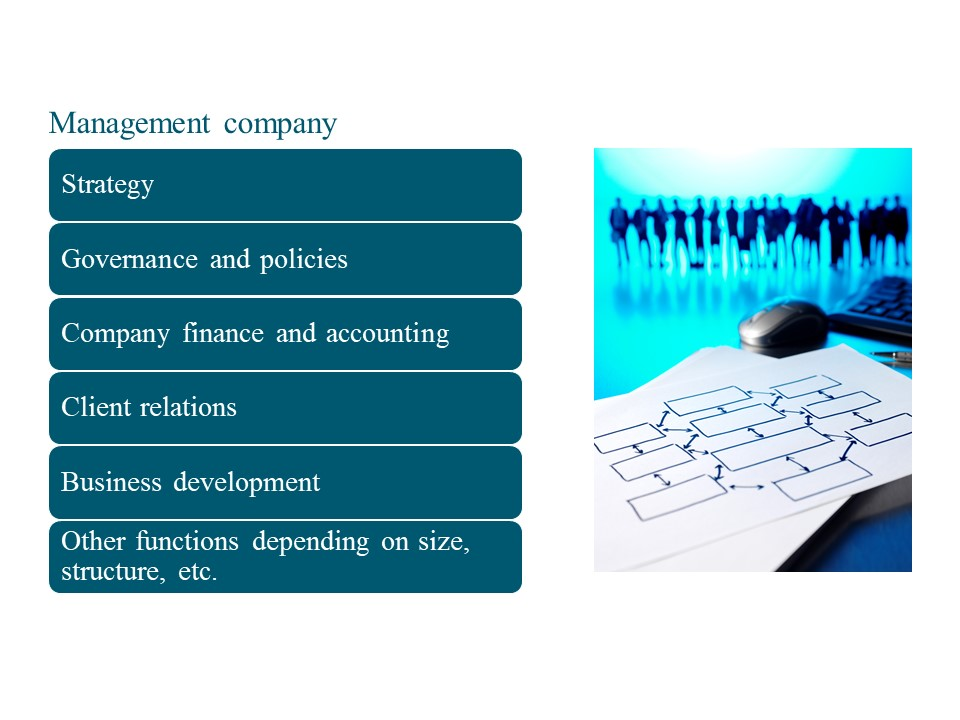 Management company
Strategy
Governance and policies
Company finance and accounting
Client relations
Business development
Other functions depending on size,
structure, etc.